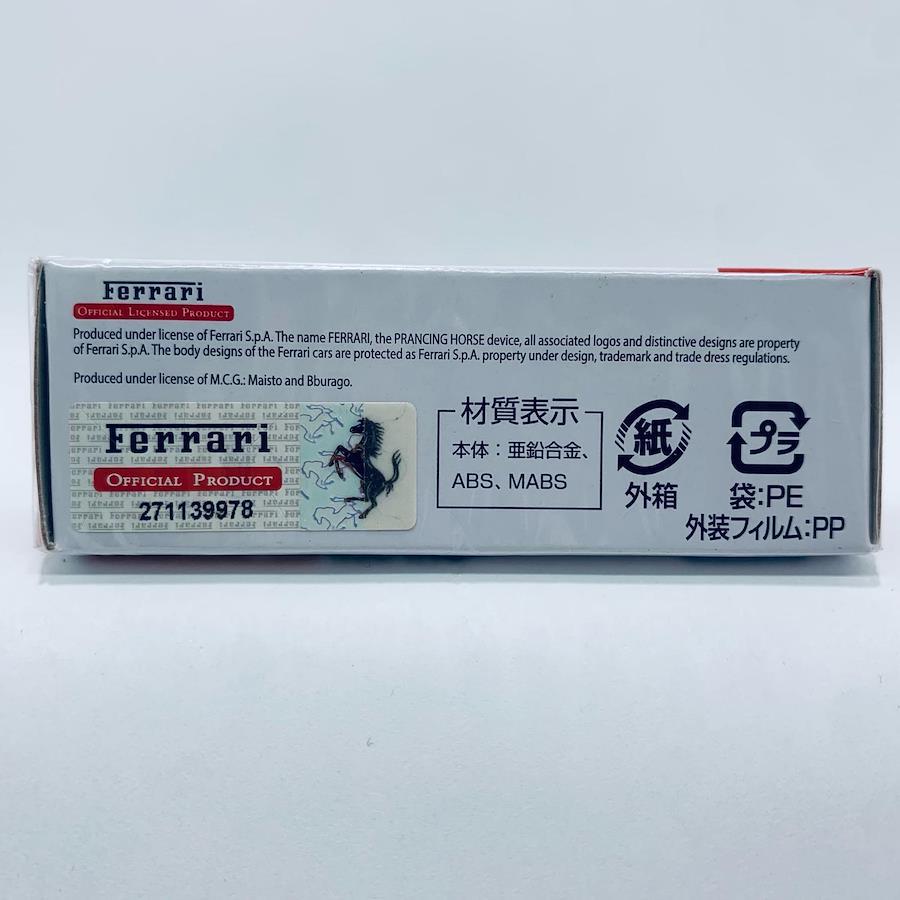 Ferrari
OFFICIAL LICENSED PRODUCT
Produced under license of Ferrari S.p.A. The name FERRARI, the PRANCING HORSE device, all associated logos and distinctive designs are property
of Ferrari S.p.A. The body designs of the Ferrari cars are protected as Ferrari S.p.A. property under design, trademark and trade dress regulations.
Produced under license of M.C.G.: Maisto and Bburago.
Ferrari
OFFICIAL PRODUCT
271139978
材質表示
本体：亜鉛合金、
ABS、MABS
紙
外箱
プラ
袋:PE
外装フィルム:PP